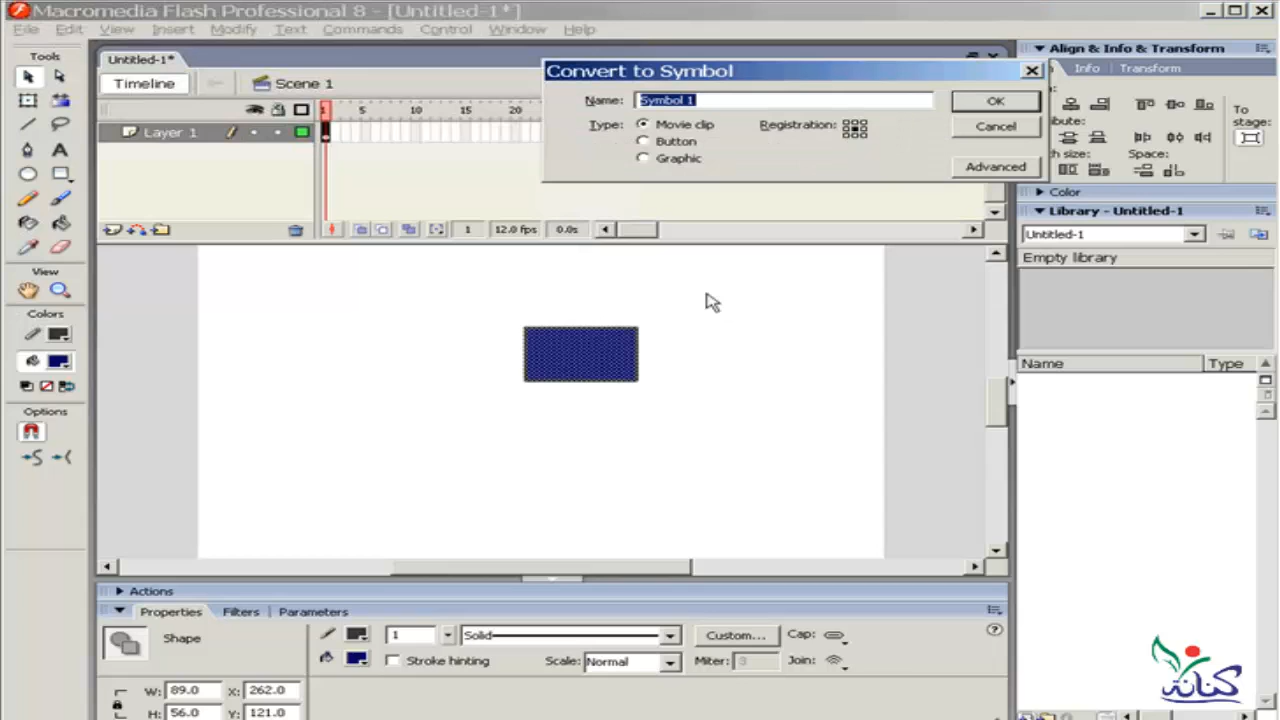 Macromedia Flash Professional 8 - [Untitled-1*]
File Edit View Insert Modify Text Commands Control Window Help
Tools
Untitled-1*
Timeline
Scene 1
1 5 10 15 20
Layer 1
1 12.0 fps 0.0s
Convert to Symbol
Name: Symbol 1
OK
Type: Movie clip
Registration:
Cancel
Button
Graphic
Advanced
Align & Info & Transform
Info Transform
To
stage:
Space:
Color
Library - Untitled-1
Untitled-1
Empty library
Name Type
View
Colors
Options
Actions
Properties Filters Parameters
Shape
1 Solid Custom... Cap:
Stroke hinting Scale: Normal Miter: 3 Join:
W: 89.0 X: 262.0
H: 56.0 Y: 121.0
كنانة